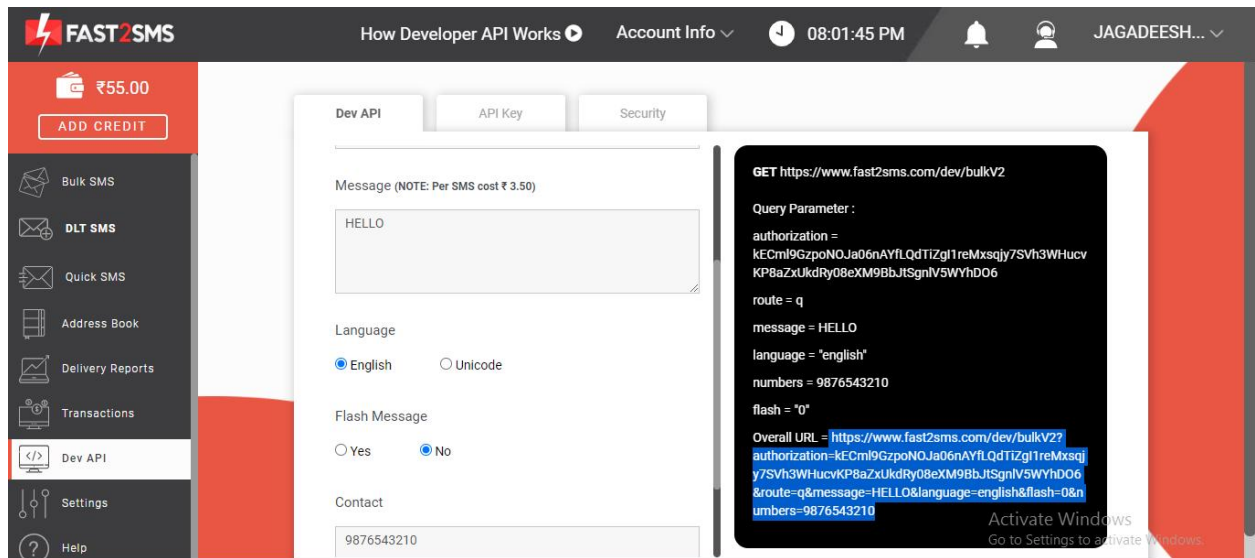 FAST2SMS
How Developer API Works
Account Info
08:01:45 PM
JAGADEESH...
₹55.00
ADD CREDIT
Bulk SMS
DLT SMS
Quick SMS
Address Book
Delivery Reports
Transactions
Dev API
Settings
Help
Dev API
API Key
Security
Message (NOTE: Per SMS cost ₹ 3.50)
HELLO
Language
English
Unicode
Flash Message
Yes
No
Contact
9876543210
GET https://www.fast2sms.com/dev/bulkV2
Query Parameter :
authorization =
kECml9GzpoNOJa06nAYfLQdTiZgI1reMxsqjy7SVh3WHucv
KP8aZxUkdRy08eXM9BbJtSgnlV5WYhDO6
route = q
message = HELLO
language = "english"
numbers = 9876543210
flash = "0"
Overall URL = https://www.fast2sms.com/dev/bulkV2?
authorization=kECml9GzpoNOJa06nAYfLQdTiZgI1reMxsqj
y7SVh3WHucvKP8aZxUkdRy08eXM9BbJtSgnlV5WYhDO6
&route=q&message=HELLO&language=english&flash=0&n
umbers=9876543210
Activate Windows
Go to Settings to activate Windows.